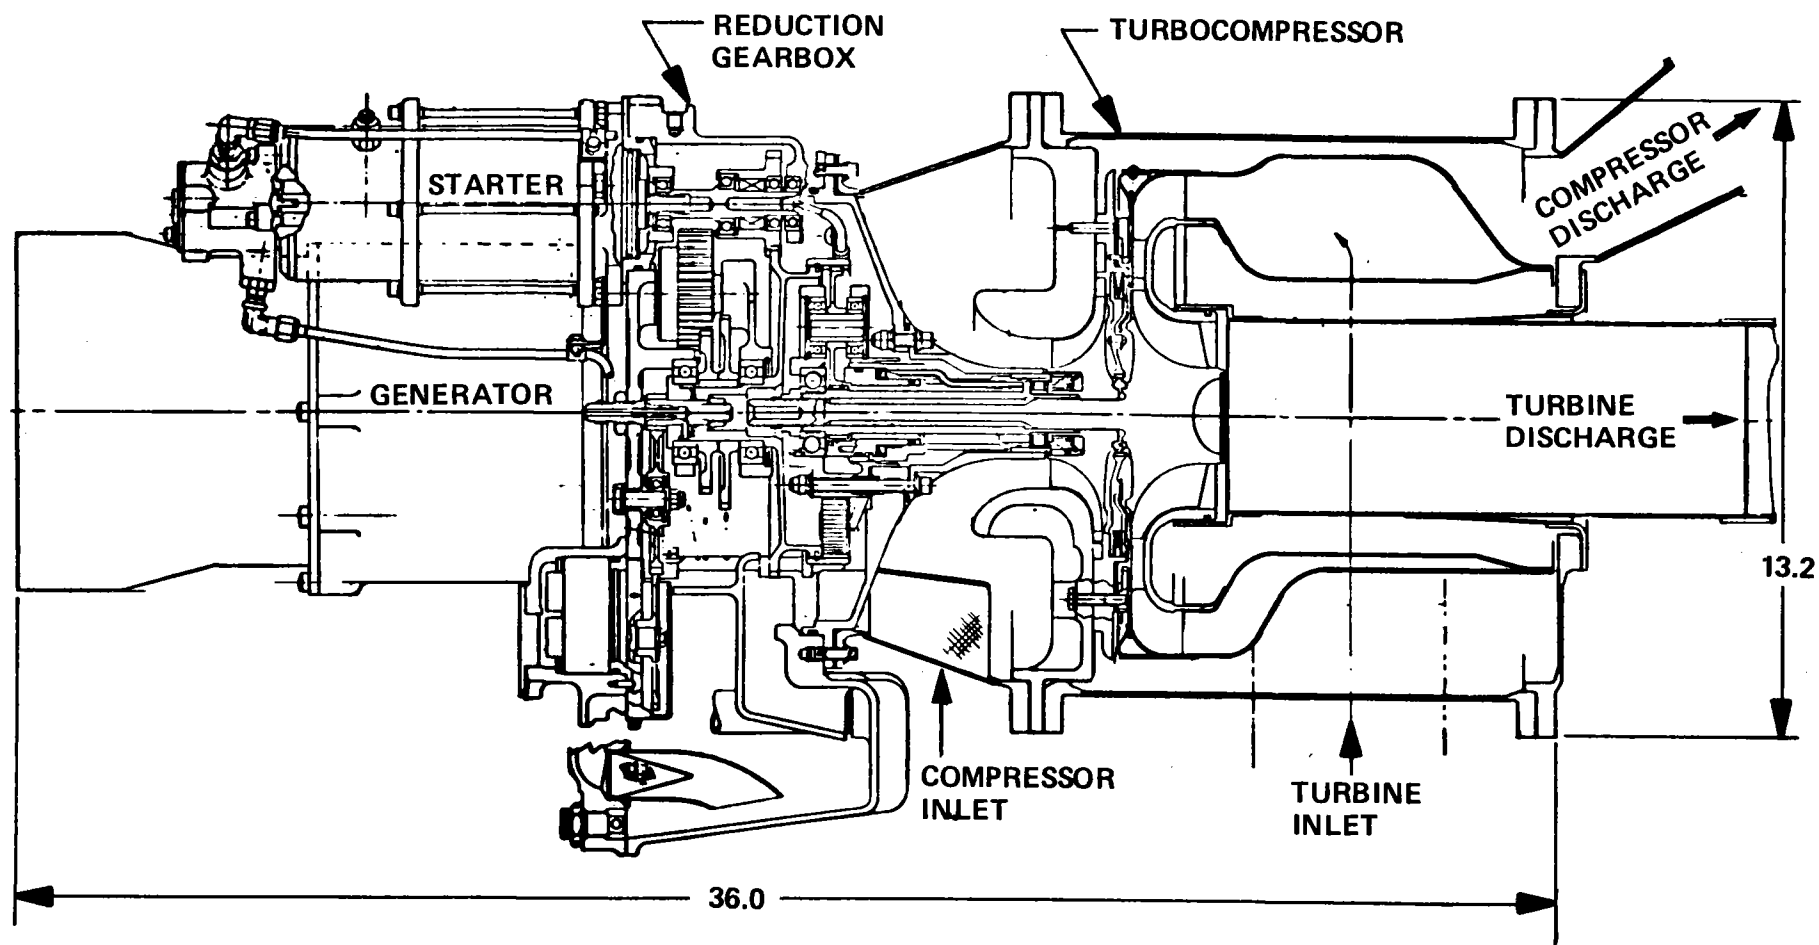 REDUCTION
GEARBOX
TURBOCOMPRESSOR
COMPRESSOR
DISCHARGE
STARTER
GENERATOR
TURBINE
DISCHARGE
13.2
COMPRESSOR
INLET
TURBINE
INLET
36.0